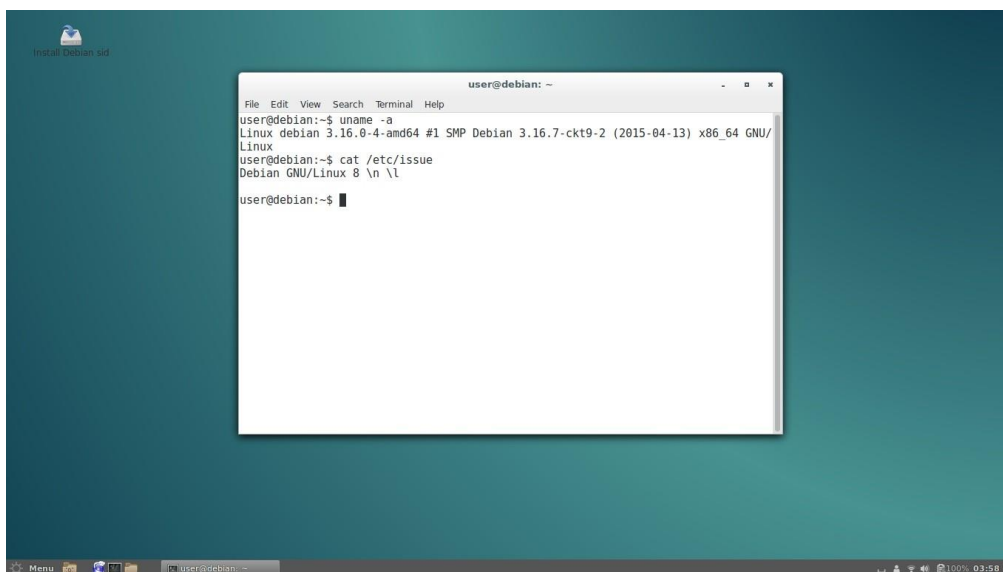 Install Debian sid
user@debian: ~
File Edit View Search Terminal Help
user@debian:~$ uname -a
Linux debian 3.16.0-4-amd64 #1 SMP Debian 3.16.7-ckt9-2 (2015-04-13) x86_64 GNU/
Linux
user@debian:~$ cat /etc/issue
Debian GNU/Linux 8 \n \l
user@debian:~$
Menu
user@debian: ~
100% 03:58